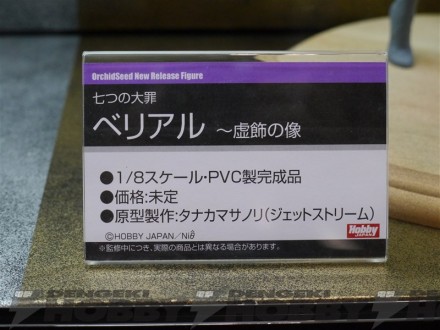 OrchidSeed New Release Figure
七つの大罪
ベリアル ～虚飾の像
●1/8スケール・PVC製完成品
●価格:未定
●原型製作:タナカマサノリ(ジェットストリーム)
©HOBBY JAPAN／Niθ
Hobby JAPAN
※監修中につき、実際の商品とは異なる場合があります。
DENGEKI
DENGEKI
DENGEKI